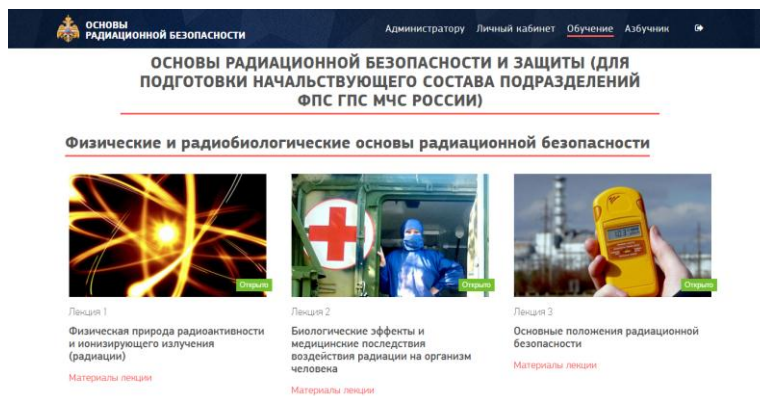 ОСНОВЫ
РАДИАЦИОННОЙ БЕЗОПАСНОСТИ
Администратору Личный кабинет Обучение Азбучник
ОСНОВЫ РАДИАЦИОННОЙ БЕЗОПАСНОСТИ И ЗАЩИТЫ (ДЛЯ
ПОДГОТОВКИ НАЧАЛЬСТВУЮЩЕГО СОСТАВА ПОДРАЗДЕЛЕНИЙ
ФПС ГПС МЧС РОССИИ)
Физические и радиобиологические основы радиационной безопасности
Открыто
Лекция 1
Физическая природа радиоактивности
и ионизирующего излучения
(радиации)
Материалы лекции
Открыто
Лекция 2
Биологические эффекты и
медицинские последствия
воздействия радиации на организм
человека
Материалы лекции
Открыто
Лекция 3
Основные положения радиационной
безопасности
Материалы лекции